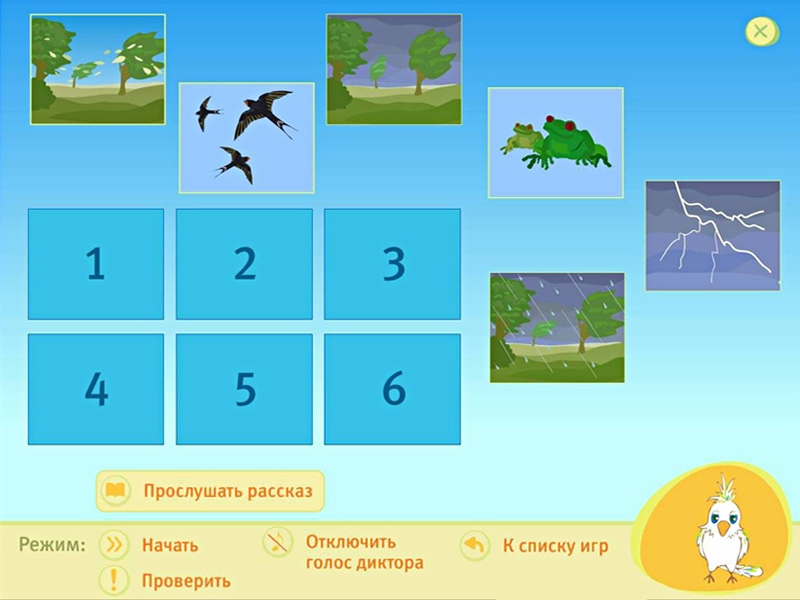 1 2 3
4 5 6
Прослушать рассказ
Режим:
Начать
Проверить
Отключить
голос диктора
К списку игр